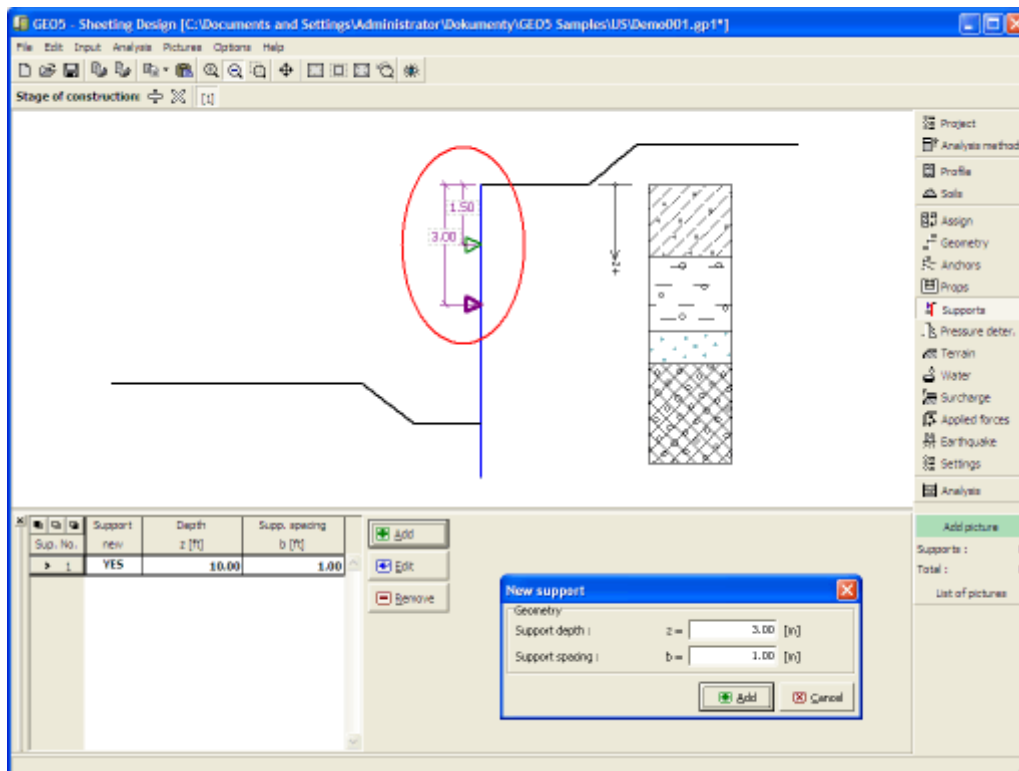 GEO5 - Sheeting Design [C:\Documents and Settings\Administrator\Dokumenty\GEO5 Samples\US\Demo001.gp1*]
File Edit Input Analysis Pictures Options Help
Stage of construction: [1]
Project
Analysis method
Profile
Soils
Assign
Geometry
Anchors
Props
Supports
Pressure deter.
Terrain
Water
Surcharge
Applied forces
Earthquake
Settings
Analysis
1.50
3.00
+z
Sup. No. Support new Depth z [ft] Supp. spacing b [ft]
> 1 YES 10.00 1.00
Add
Edit
Remove
New support
Geometry
Support depth : z = 3.00 [m]
Support spacing : b = 1.00 [m]
Add Cancel
Add picture
Supports :
Total :
List of pictures